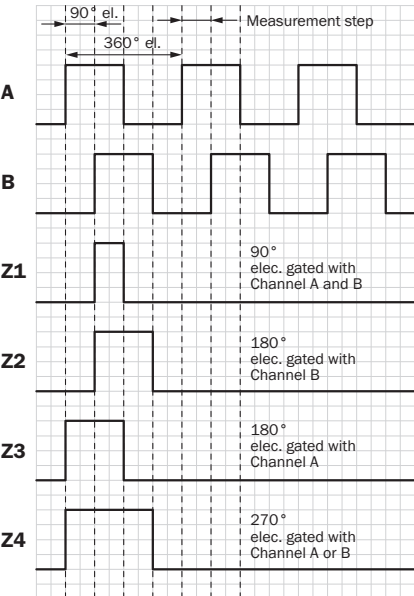 90° el.
Measurement step
360° el.
A
B
Z1
90°
elec. gated with
Channel A and B
Z2
180°
elec. gated with
Channel B
Z3
180°
elec. gated with
Channel A
Z4
270°
elec. gated with
Channel A or B